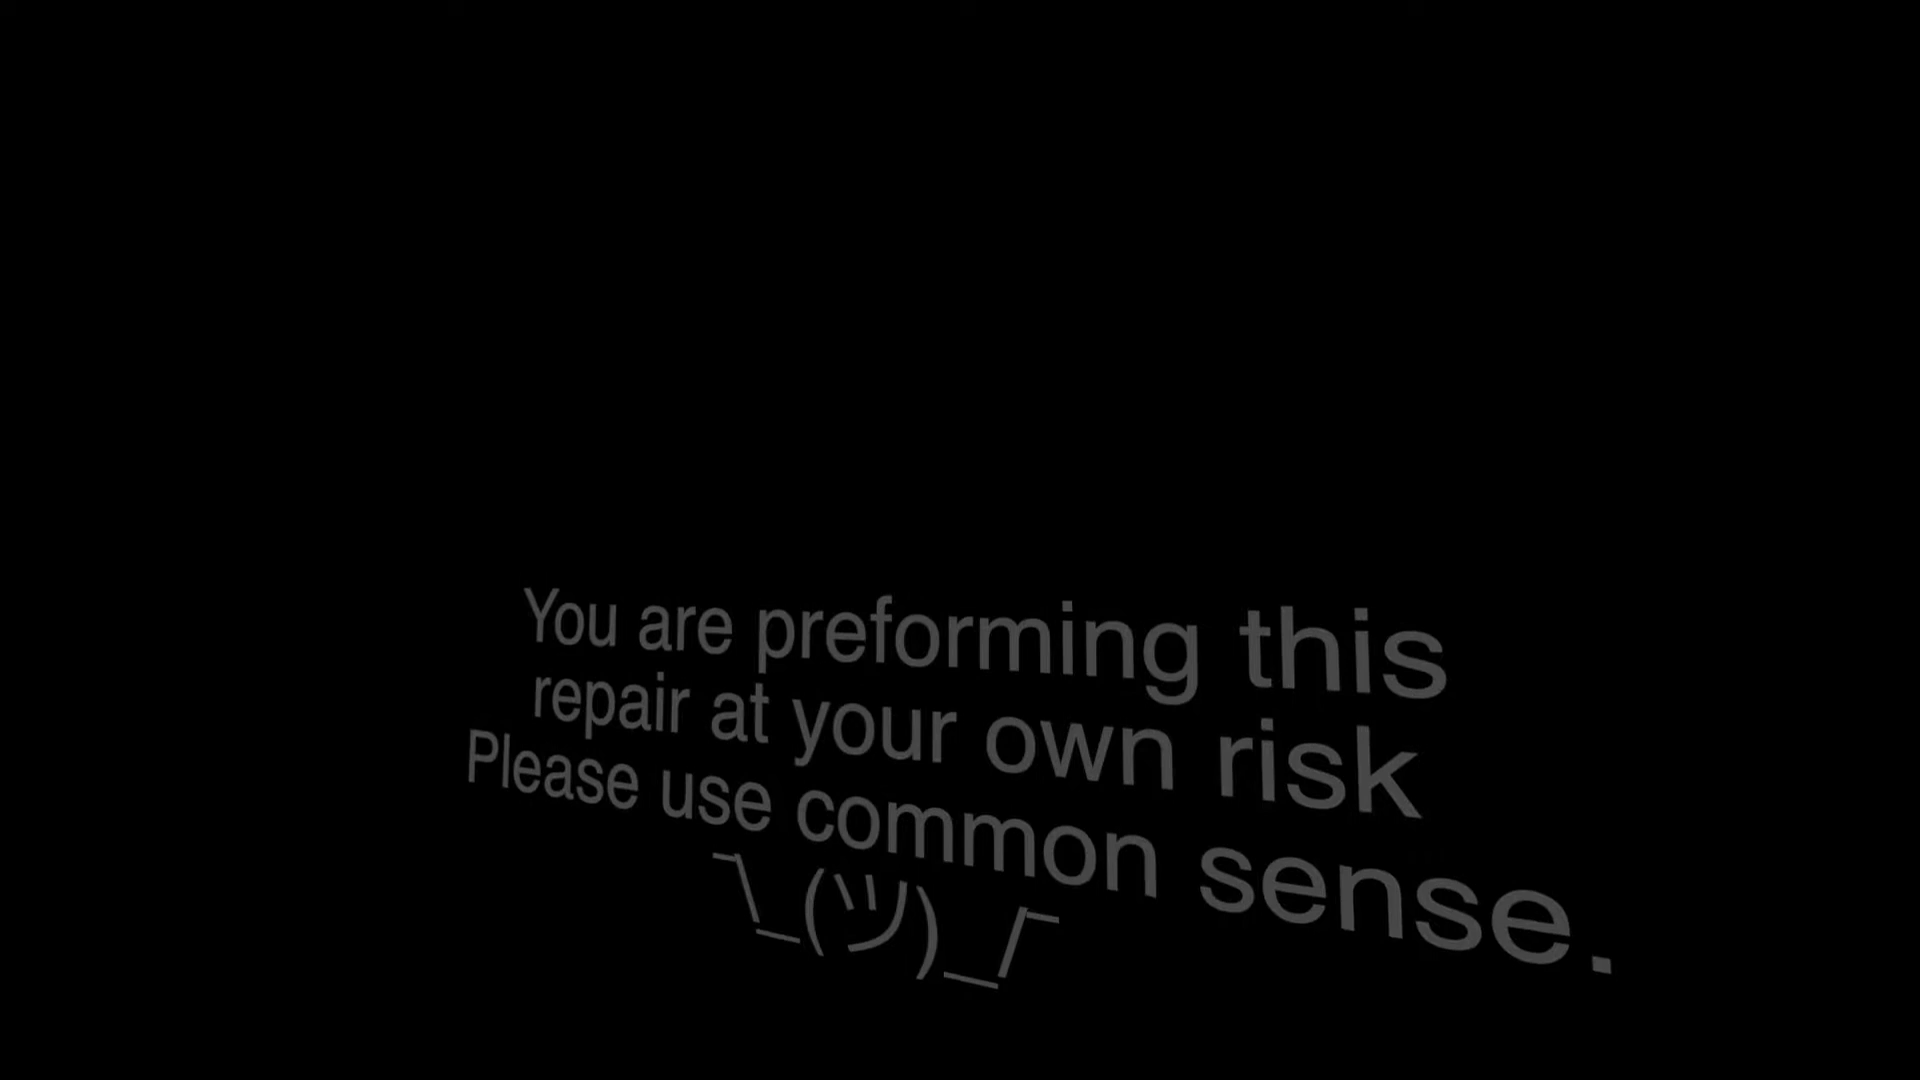 You are preforming this
repair at your own risk
Please use common sense.
¯\_(ツ)_/¯